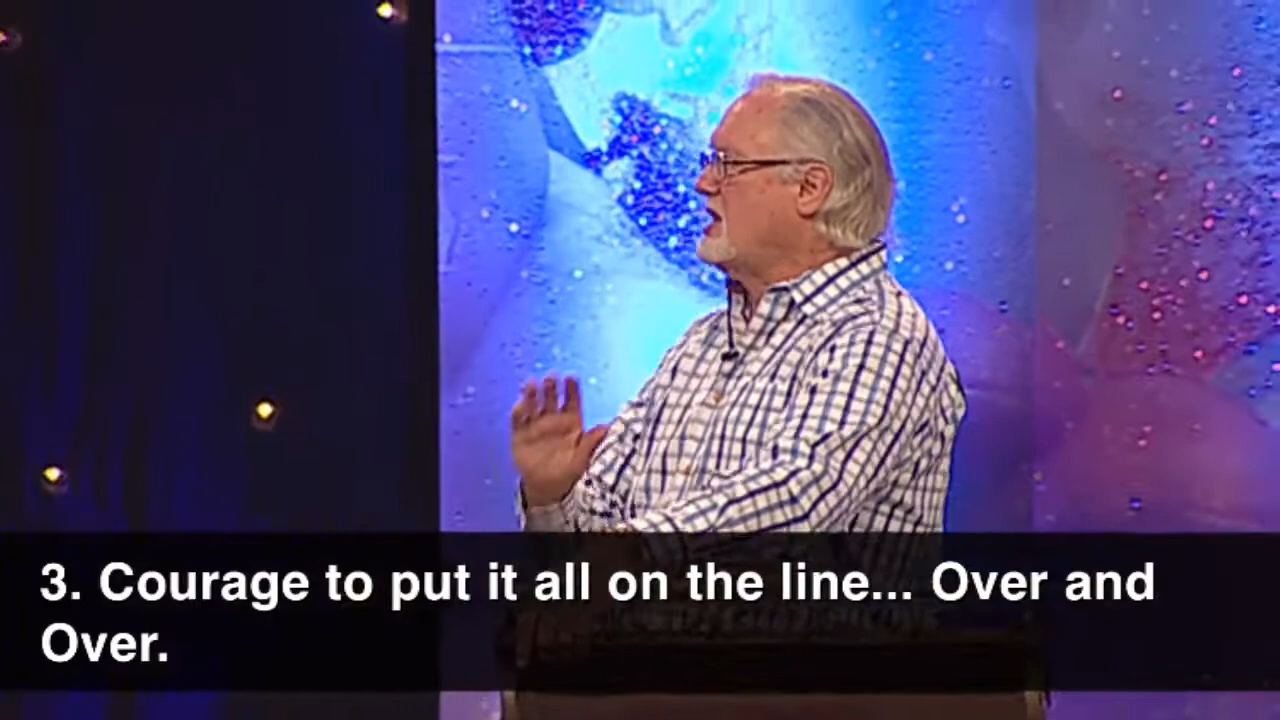 3. Courage to put it all on the line... Over and
Over.